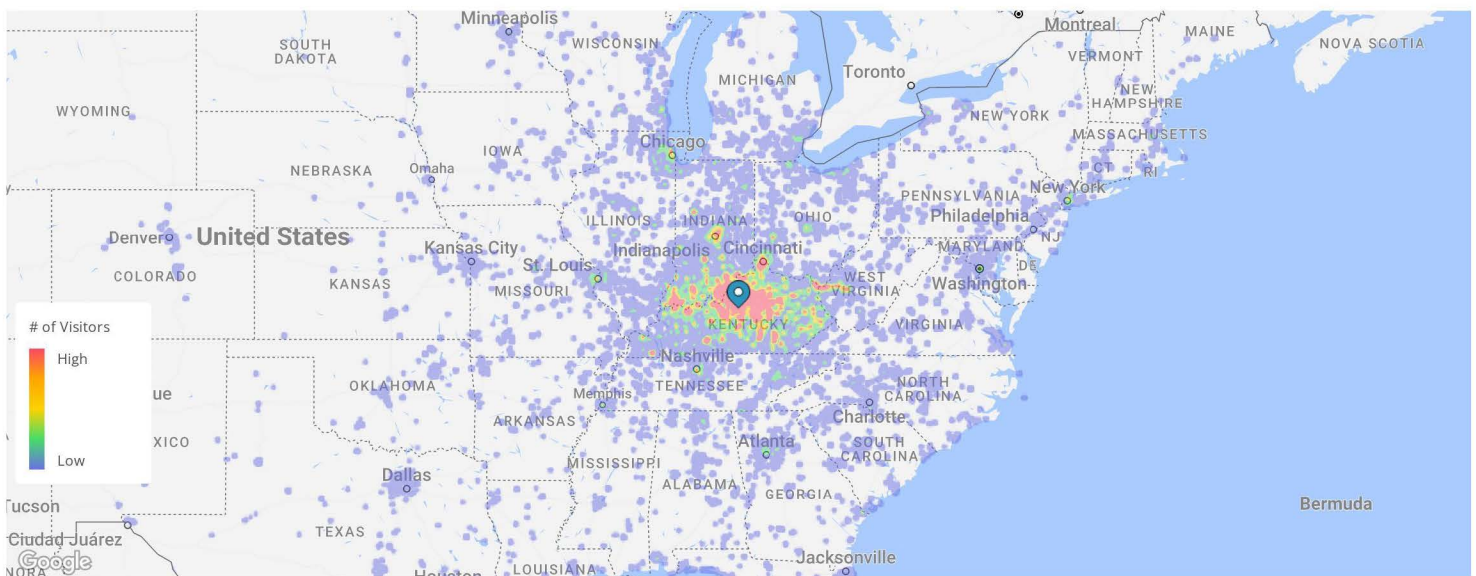 Minneapolis
Montreal
MAINE
NOVA SCOTIA
SOUTH
DAKOTA
WISCONSIN
VERMONT
MICHIGAN
Toronto
NEW
HAMPSHIRE
WYOMING
NEW YORK
MASSACHUSETTS
Chicago
IOWA
CT
RI
NEBRASKA
Omaha
New York
PENNSYLVANIA
Philadelphia
ILLINOIS
INDIANA
OHIO
NJ
Denver
United States
Kansas City
Indianapolis
Cincinnati
MARYLAND
St. Louis
COLORADO
KANSAS
MISSOURI
WEST
VIRGINIA
Washington
# of Visitors
High
Low
KENTUCKY
VIRGINIA
Nashville
OKLAHOMA
TENNESSEE
NORTH
CAROLINA
Memphis
ue
ARKANSAS
Charlotte
XICO
Atlanta
SOUTH
CAROLINA
MISSISSIPPI
Dallas
ALABAMA
GEORGIA
Bermuda
ucson
TEXAS
Ciudad Juárez
Google
Jacksonville
LOUISIANA